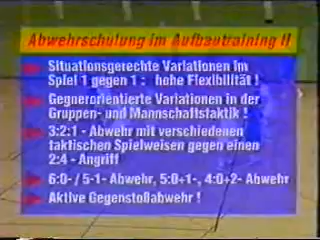 Abwehrschulung im Aufbautraining II
Situationsgerechte Variationen im
Spiel 1 gegen 1 : hohe Flexibilität !
Gegnerorientierte Variationen in der
Gruppen- und Mannschaftstaktik !
3:2:1 - Abwehr mit verschiedenen
taktischen Spielweisen gegen einen
2:4 - Angriff
6:0- / 5-1- Abwehr, 5:0+1-, 4:0+2- Abwehr
Aktive Gegenstoßabwehr !